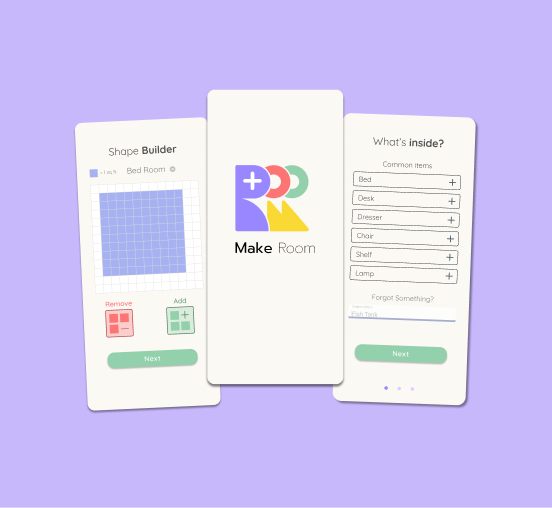 Shape Builder
= 1 sq ft
Bed Room
Remove
Add
Next
Make Room
What's inside?
Common Items
Bed
Desk
Dresser
Chair
Shelf
Lamp
Forgot Something?
Fish Tank
Next